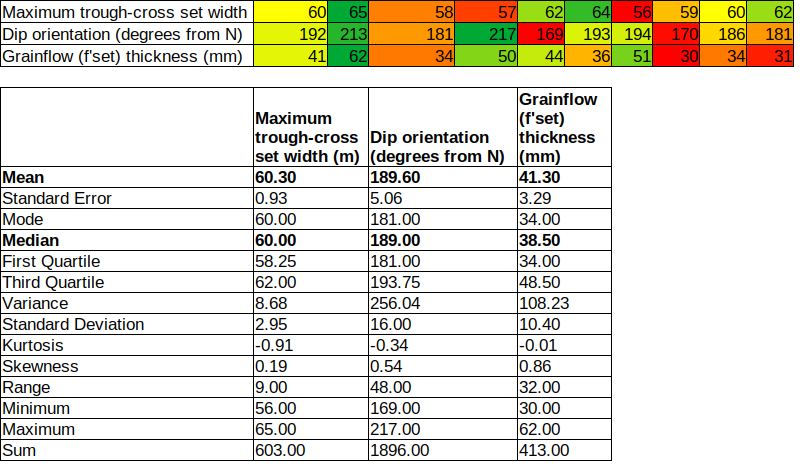 Maximum trough-cross set width 60 65 58 57 62 64 56 59 60 62
Dip orientation (degrees from N) 192 213 181 217 169 193 194 170 186 181
Grainflow (f'set) thickness (mm) 41 62 34 50 44 36 51 30 34 31
Maximum trough-cross set width (m) Dip orientation (degrees from N) Grainflow (f'set) thickness (mm)
Mean 60.30 189.60 41.30
Standard Error 0.93 5.06 3.29
Mode 60.00 181.00 34.00
Median 60.00 189.00 38.50
First Quartile 58.25 181.00 34.00
Third Quartile 62.00 193.75 48.50
Variance 8.68 256.04 108.23
Standard Deviation 2.95 16.00 10.40
Kurtosis -0.91 -0.34 -0.01
Skewness 0.19 0.54 0.86
Range 9.00 48.00 32.00
Minimum 56.00 169.00 30.00
Maximum 65.00 217.00 62.00
Sum 603.00 1896.00 413.00